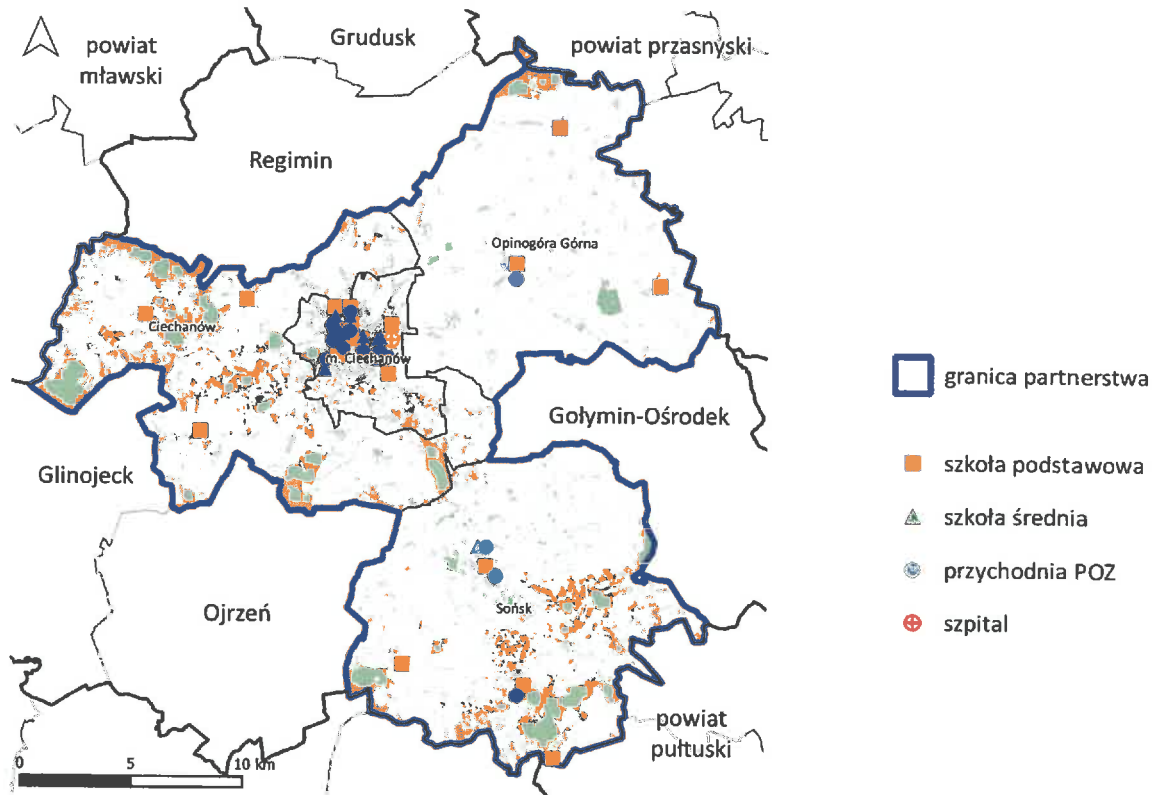 powiat
mławski
Grudusk
powiat przasnyski
Regimin
Opinogóra Górna
Ciechanów
m. Ciechanów
Gołymin-Ośrodek
Glinojeck
Ojrzeń
Sońsk
powiat
pułtuski
0 5 10 km
granica partnerstwa
szkoła podstawowa
szkoła średnia
przychodnia POZ
szpital